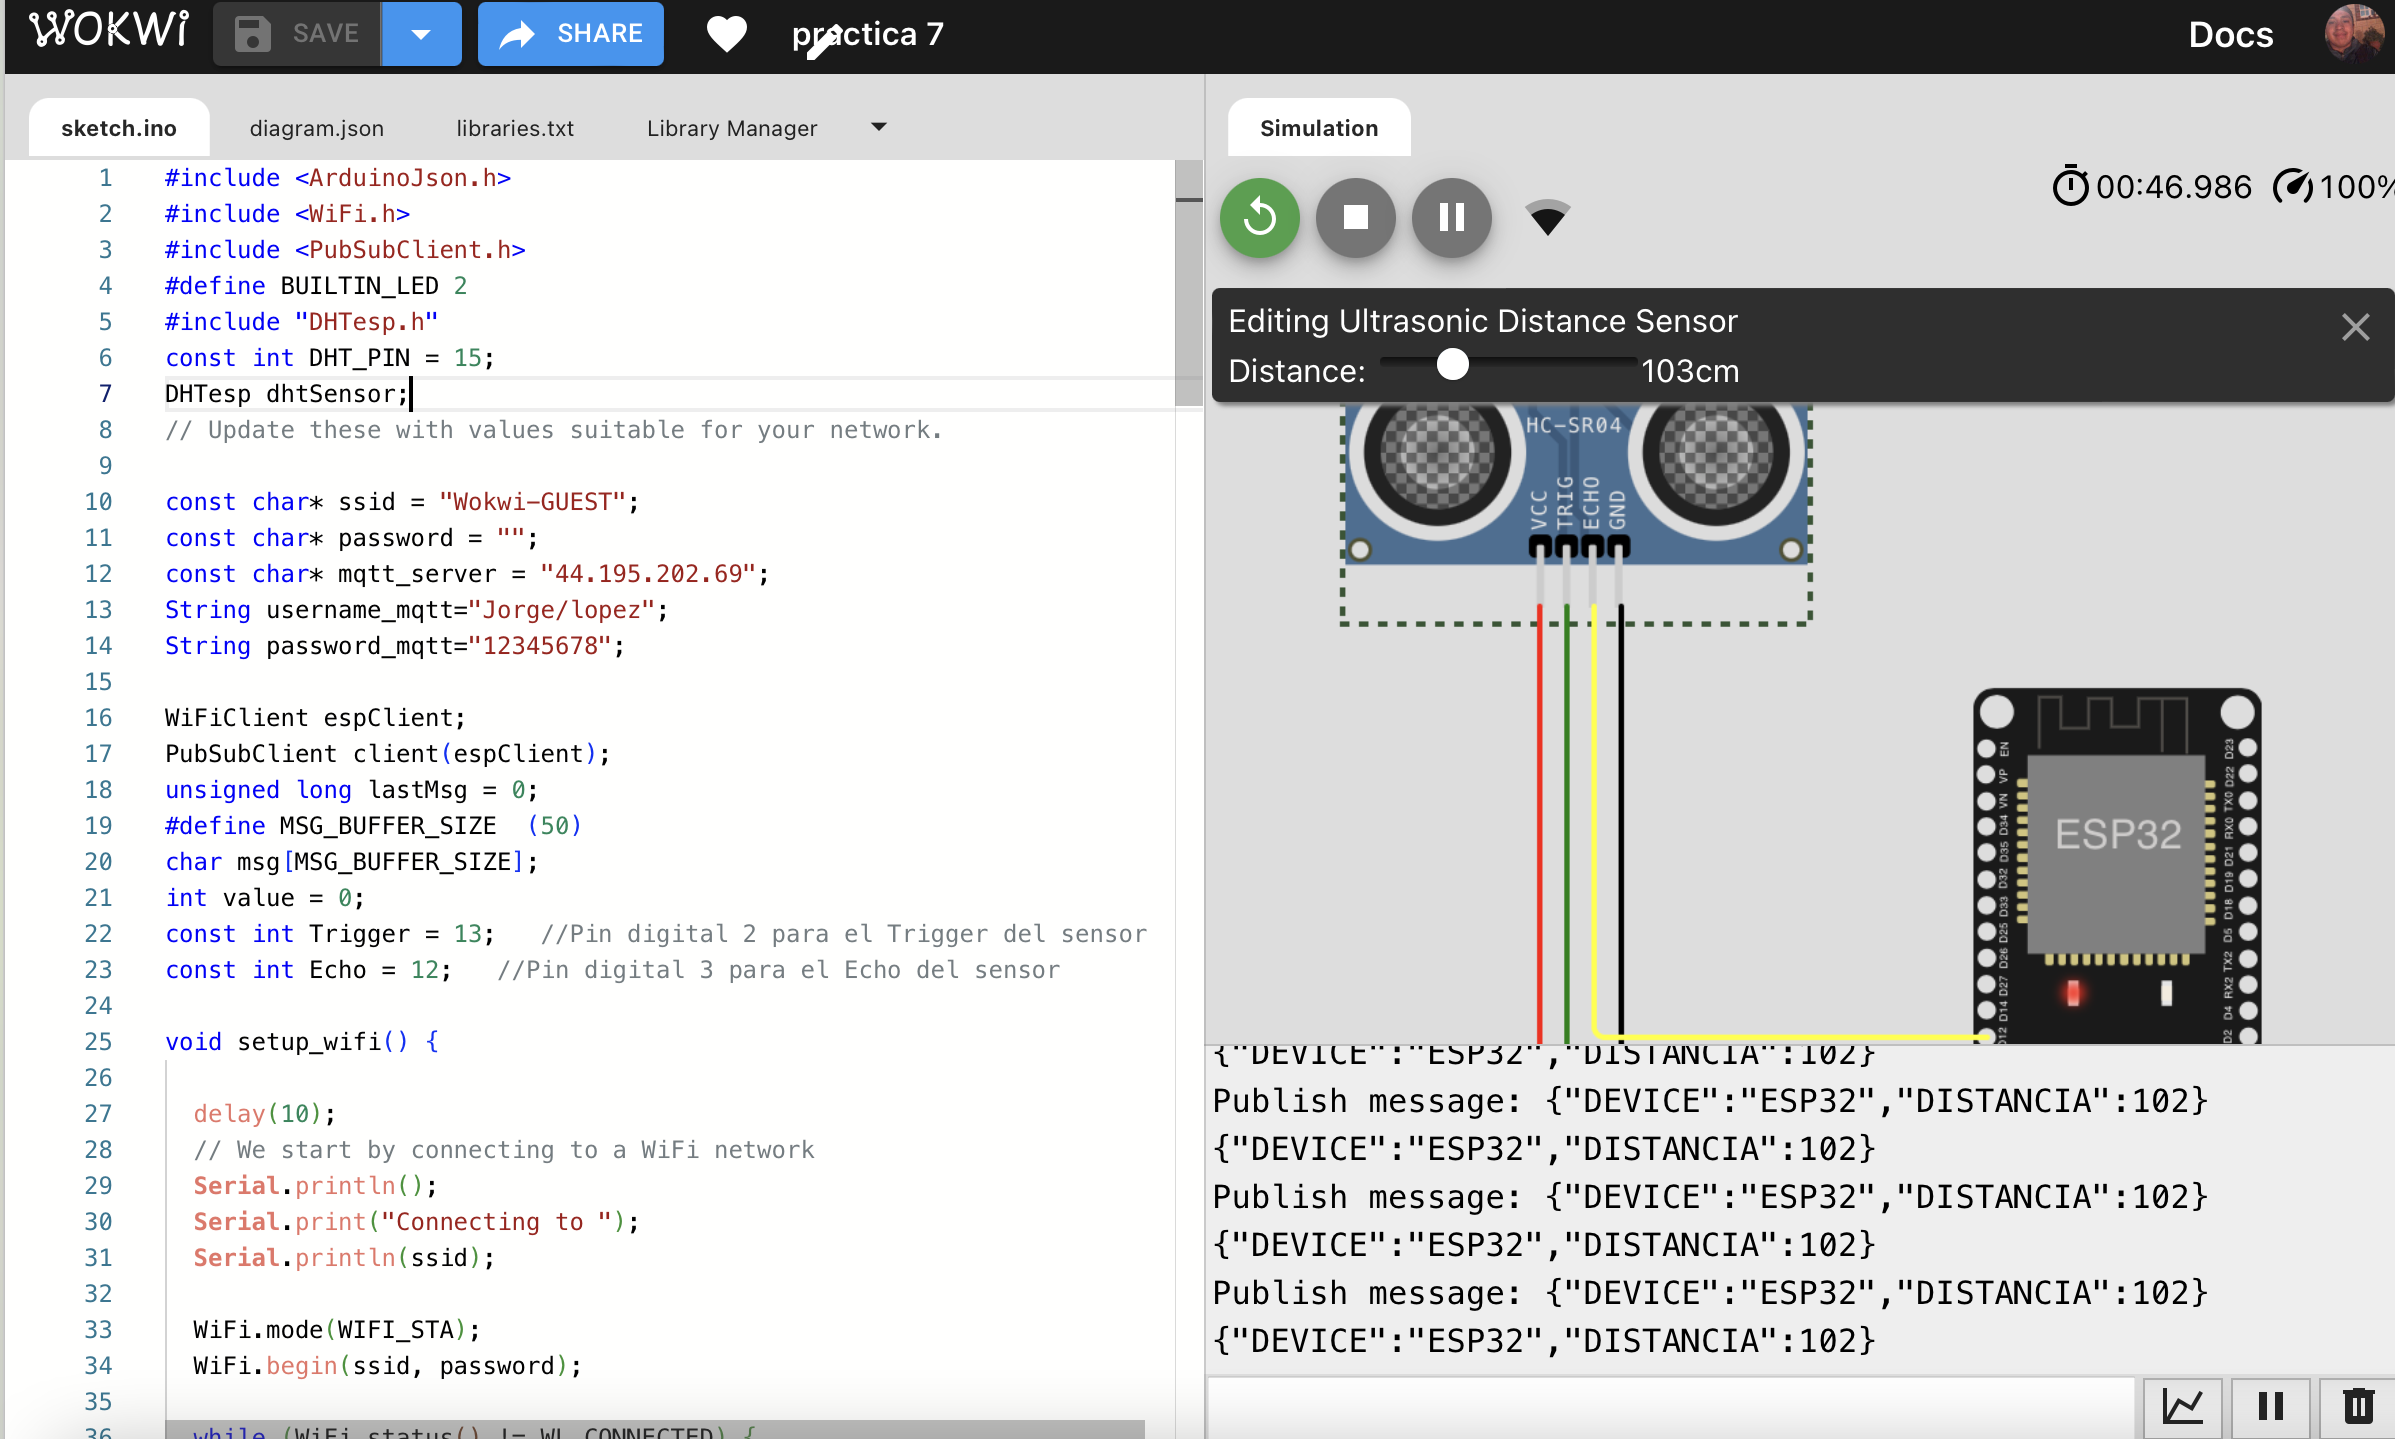 WOKWi
SAVE
SHARE
practica 7
Docs
sketch.ino
diagram.json
libraries.txt
Library Manager
1 #include <ArduinoJson.h>
2 #include <WiFi.h>
3 #include <PubSubClient.h>
4 #define BUILTIN_LED 2
5 #include "DHTesp.h"
6 const int DHT_PIN = 15;
7 DHTesp dhtSensor;
8 // Update these with values suitable for your network.
9
10 const char* ssid = "Wokwi-GUEST";
11 const char* password = "";
12 const char* mqtt_server = "44.195.202.69";
13 String username_mqtt="Jorge/lopez";
14 String password_mqtt="12345678";
15
16 WiFiClient espClient;
17 PubSubClient client(espClient);
18 unsigned long lastMsg = 0;
19 #define MSG_BUFFER_SIZE  (50)
20 char msg[MSG_BUFFER_SIZE];
21 int value = 0;
22 const int Trigger = 13;   //Pin digital 2 para el Trigger del sensor
23 const int Echo = 12;   //Pin digital 3 para el Echo del sensor
24
25 void setup_wifi() {
26
27   delay(10);
28   // We start by connecting to a WiFi network
29   Serial.println();
30   Serial.print("Connecting to ");
31   Serial.println(ssid);
32
33   WiFi.mode(WIFI_STA);
34   WiFi.begin(ssid, password);
35
36   while (WiFi.status() != WL_CONNECTED) {
Simulation
00:46.986
100%
Editing Ultrasonic Distance Sensor
Distance: 103cm
HC-SR04
VCC
TRIG
ECHO
GND
ESP32
EN
VP
VN
D34
D35
D32
D33
D25
D26
D27
D14
D12
D23
D22
TX0
RX0
D21
D19
D18
D5
TX2
RX2
D4
D2
{"DEVICE":"ESP32","DISTANCIA":102}
Publish message: {"DEVICE":"ESP32","DISTANCIA":102}
{"DEVICE":"ESP32","DISTANCIA":102}
Publish message: {"DEVICE":"ESP32","DISTANCIA":102}
{"DEVICE":"ESP32","DISTANCIA":102}
Publish message: {"DEVICE":"ESP32","DISTANCIA":102}
{"DEVICE":"ESP32","DISTANCIA":102}